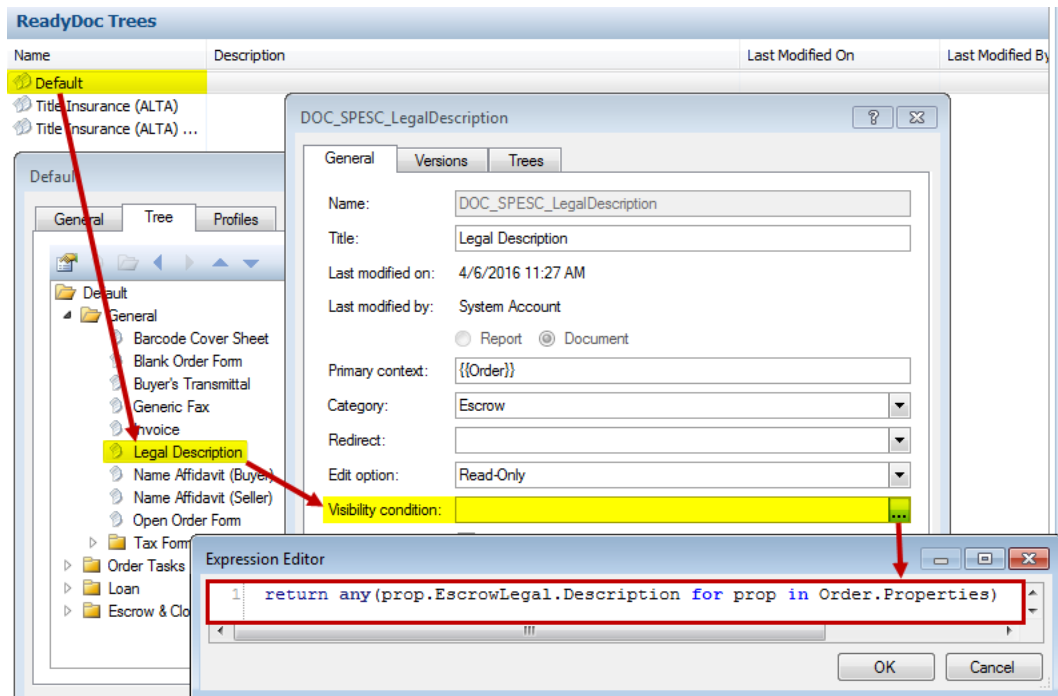 ReadyDoc Trees
Name Description Last Modified On Last Modified By
Default
Title Insurance (ALTA)
Title Insurance (ALTA) ...
Default
General Tree Profiles
Default
General
Barcode Cover Sheet
Blank Order Form
Buyer's Transmittal
Generic Fax
Invoice
Legal Description
Name Affidavit (Buyer)
Name Affidavit (Seller)
Open Order Form
Tax Form
Order Tasks
Loan
Escrow & Clo
DOC_SPESC_LegalDescription
General Versions Trees
Name: DOC_SPESC_LegalDescription
Title: Legal Description
Last modified on: 4/6/2016 11:27 AM
Last modified by: System Account
Report Document
Primary context: {{Order}}
Category: Escrow
Redirect:
Edit option: Read-Only
Visibility condition: ...
Expression Editor
1 return any(prop.EscrowLegal.Description for prop in Order.Properties)
OK Cancel